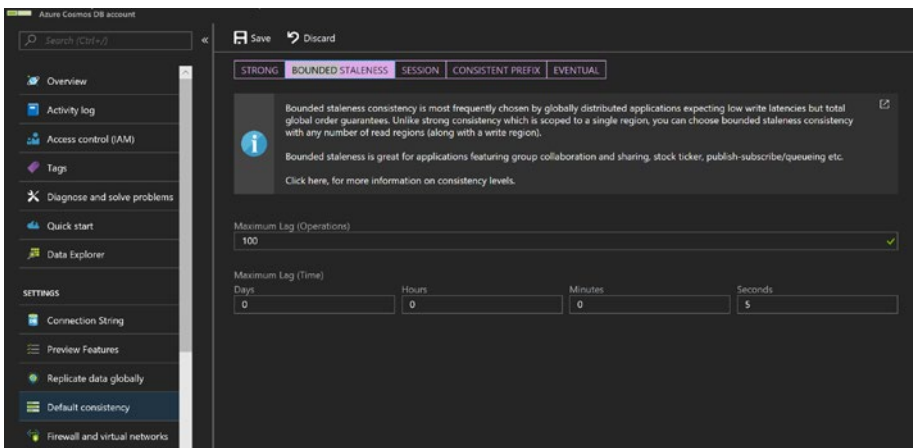 Azure Cosmos DB account
Search (Ctrl+/)
«
Save
Discard
Overview
Activity log
Access control (IAM)
Tags
Diagnose and solve problems
Quick start
Data Explorer
SETTINGS
Connection String
Preview Features
Replicate data globally
Default consistency
Firewall and virtual networks
STRONG
BOUNDED STALENESS
SESSION
CONSISTENT PREFIX
EVENTUAL
Bounded staleness consistency is most frequently chosen by globally distributed applications expecting low write latencies but total
global order guarantees. Unlike strong consistency which is scoped to a single region, you can choose bounded staleness consistency
with any number of read regions (along with a write region).
Bounded staleness is great for applications featuring group collaboration and sharing, stock ticker, publish-subscribe/queueing etc.
Click here, for more information on consistency levels.
Maximum Lag (Operations)
100
Maximum Lag (Time)
Days
Hours
Minutes
Seconds
0
0
0
5